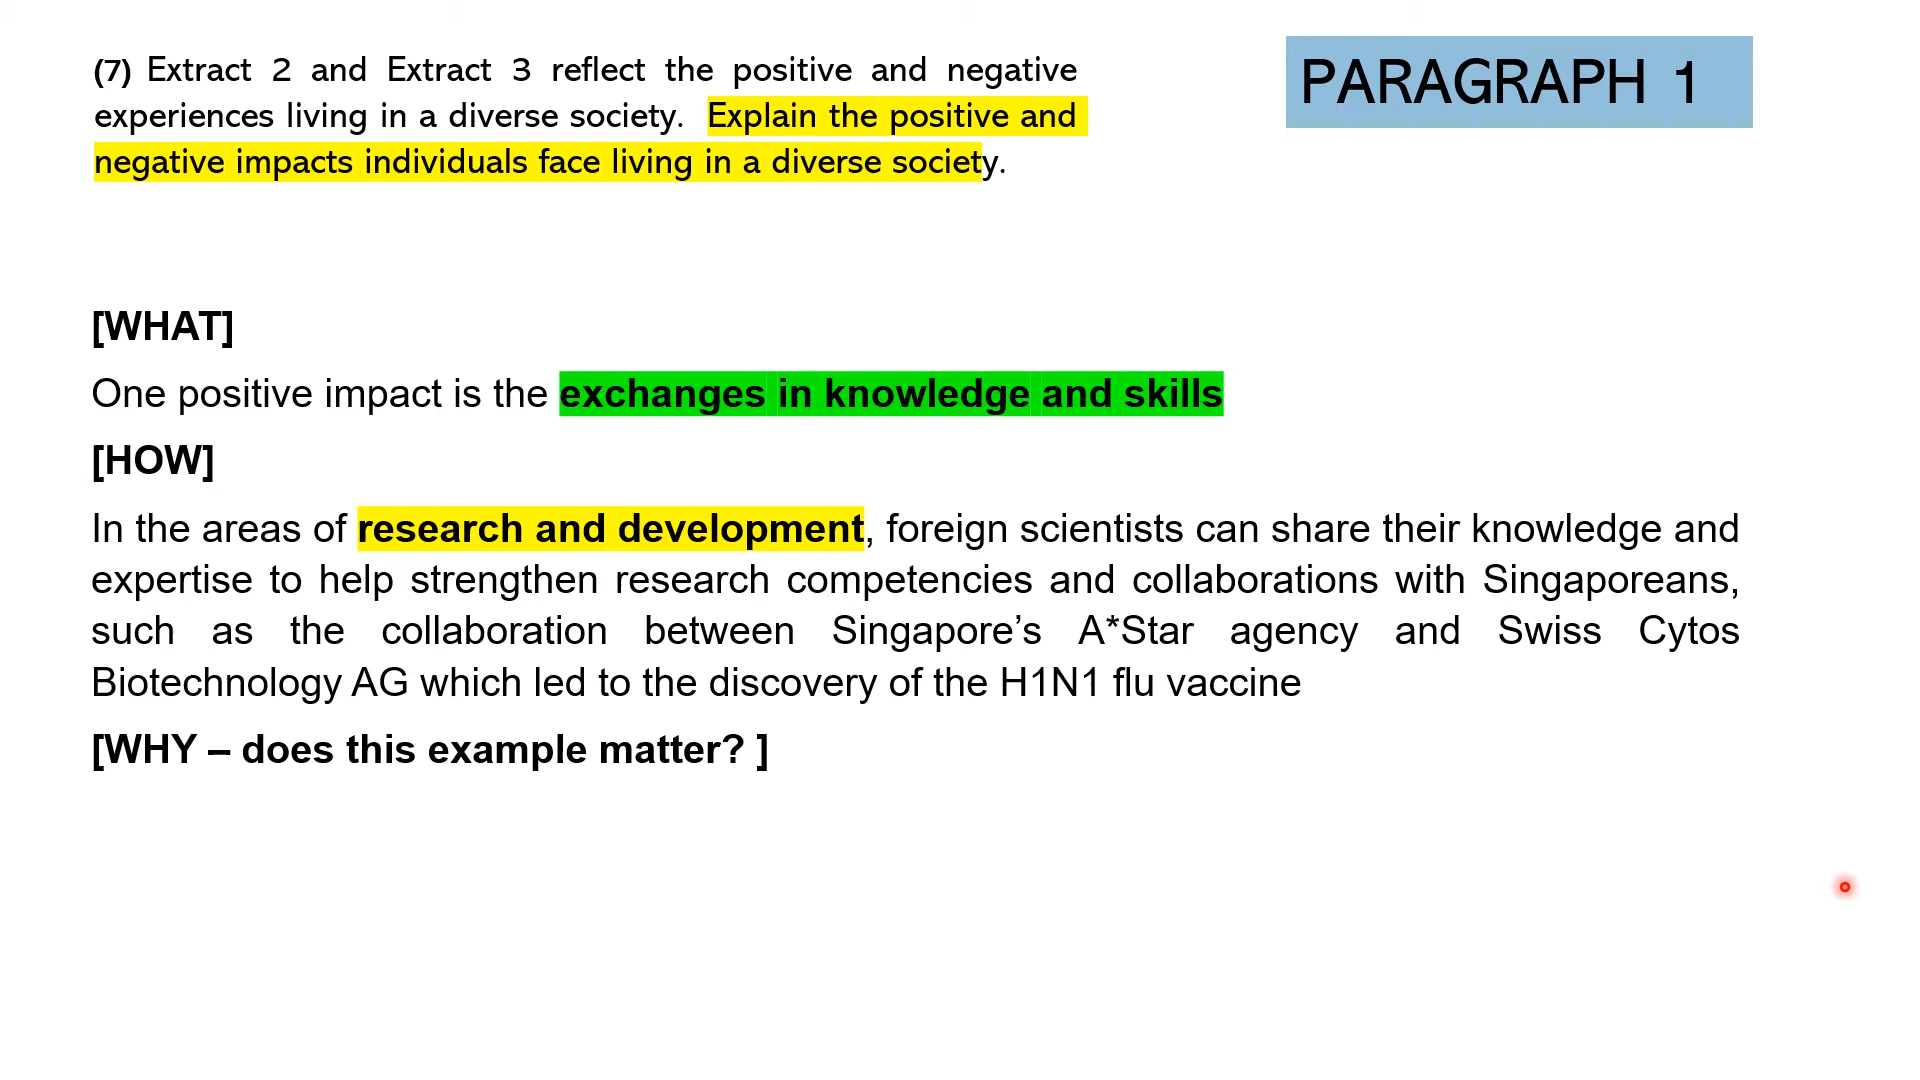 (7) Extract 2 and Extract 3 reflect the positive and negative
experiences living in a diverse society. Explain the positive and
negative impacts individuals face living in a diverse society.
PARAGRAPH 1
[WHAT]
One positive impact is the exchanges in knowledge and skills
[HOW]
In the areas of research and development, foreign scientists can share their knowledge and
expertise to help strengthen research competencies and collaborations with Singaporeans,
such as the collaboration between Singapore’s A*Star agency and Swiss Cytos
Biotechnology AG which led to the discovery of the H1N1 flu vaccine
[WHY – does this example matter? ]